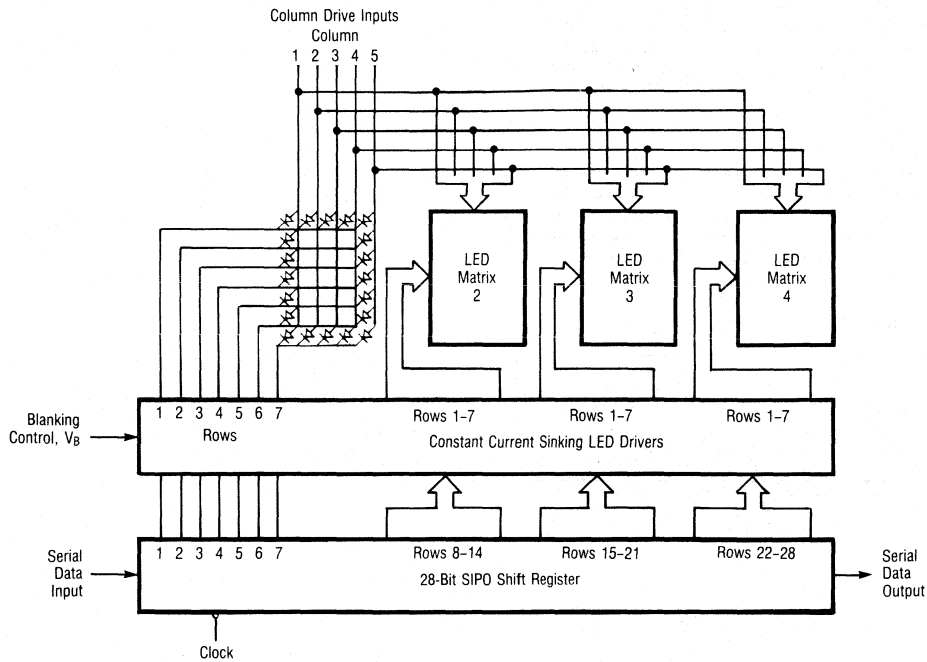 Column Drive Inputs
Column
1 2 3 4 5
LED
Matrix
2
LED
Matrix
3
LED
Matrix
4
1 2 3 4 5 6 7
Rows
Rows 1–7
Rows 1–7
Rows 1–7
Blanking
Control, VB
Constant Current Sinking LED Drivers
1 2 3 4 5 6 7
Rows 8–14
Rows 15–21
Rows 22–28
Serial
Data
Input
28-Bit SIPO Shift Register
Serial
Data
Output
Clock